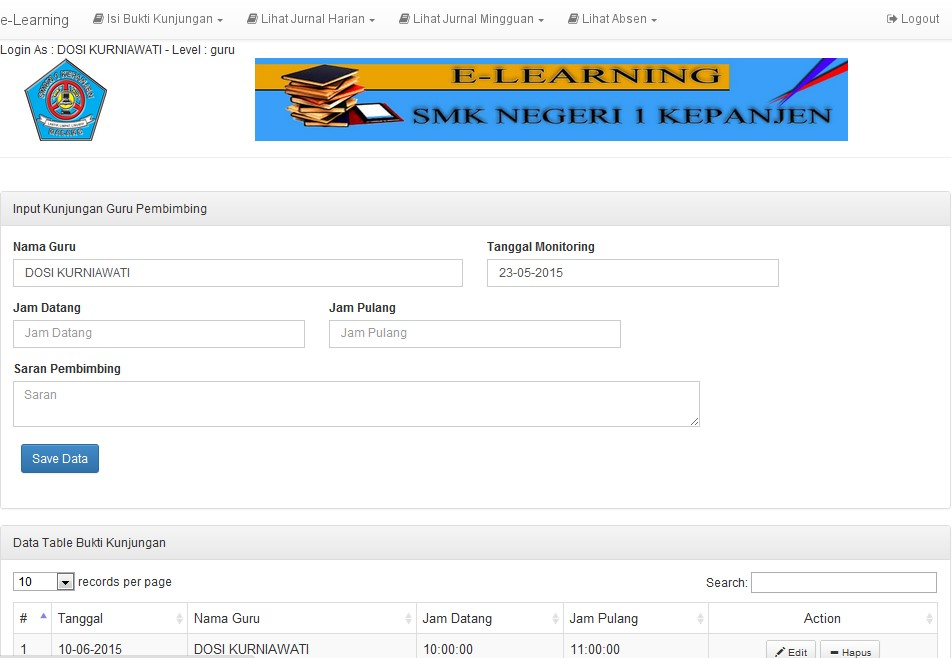 e-Learning Isi Bukti Kunjungan Lihat Jurnal Harian Lihat Jurnal Mingguan Lihat Absen Logout
Login As : DOSI KURNIAWATI - Level : guru
E-LEARNING
SMK NEGERI 1 KEPANJEN
Input Kunjungan Guru Pembimbing
Nama Guru Tanggal Monitoring
DOSI KURNIAWATI 23-05-2015
Jam Datang Jam Pulang
Jam Datang Jam Pulang
Saran Pembimbing
Saran
Save Data
Data Table Bukti Kunjungan
10 records per page Search:
# Tanggal Nama Guru Jam Datang Jam Pulang Action
1 10-06-2015 DOSI KURNIAWATI 10:00:00 11:00:00 Edit Hapus